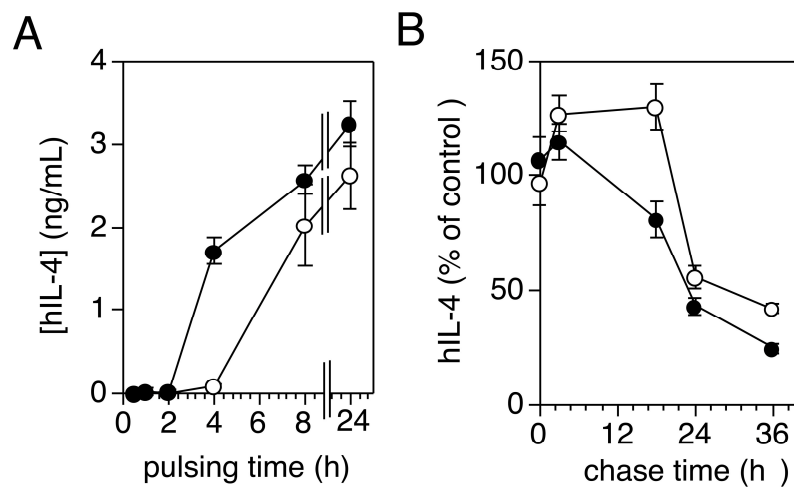 A
B
[hIL-4] (ng/mL)
4
3
2
1
0
0 2 4 6 8 24
pulsing time (h)
hIL-4 (% of control )
150
100
50
0
0 12 24 36
chase time (h )